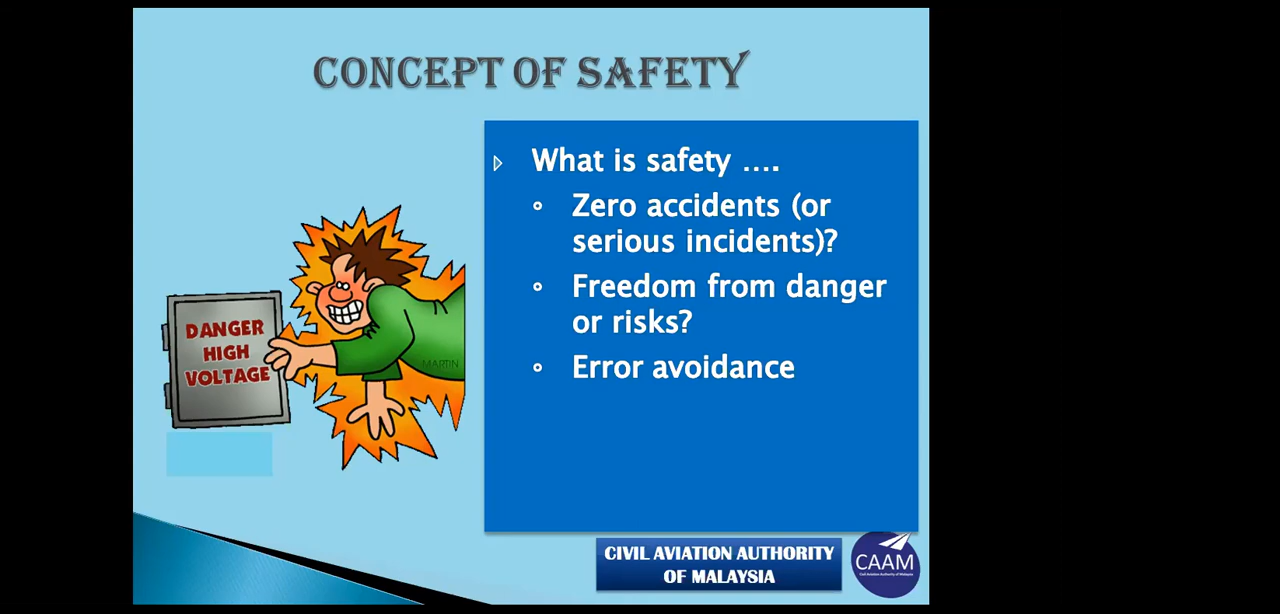 CONCEPT OF SAFETY
What is safety ....
Zero accidents (or
serious incidents)?
Freedom from danger
or risks?
Error avoidance
DANGER
HIGH
VOLTAGE
MARTIN
CIVIL AVIATION AUTHORITY
OF MALAYSIA
CAAM
Civil Aviation Authority of Malaysia